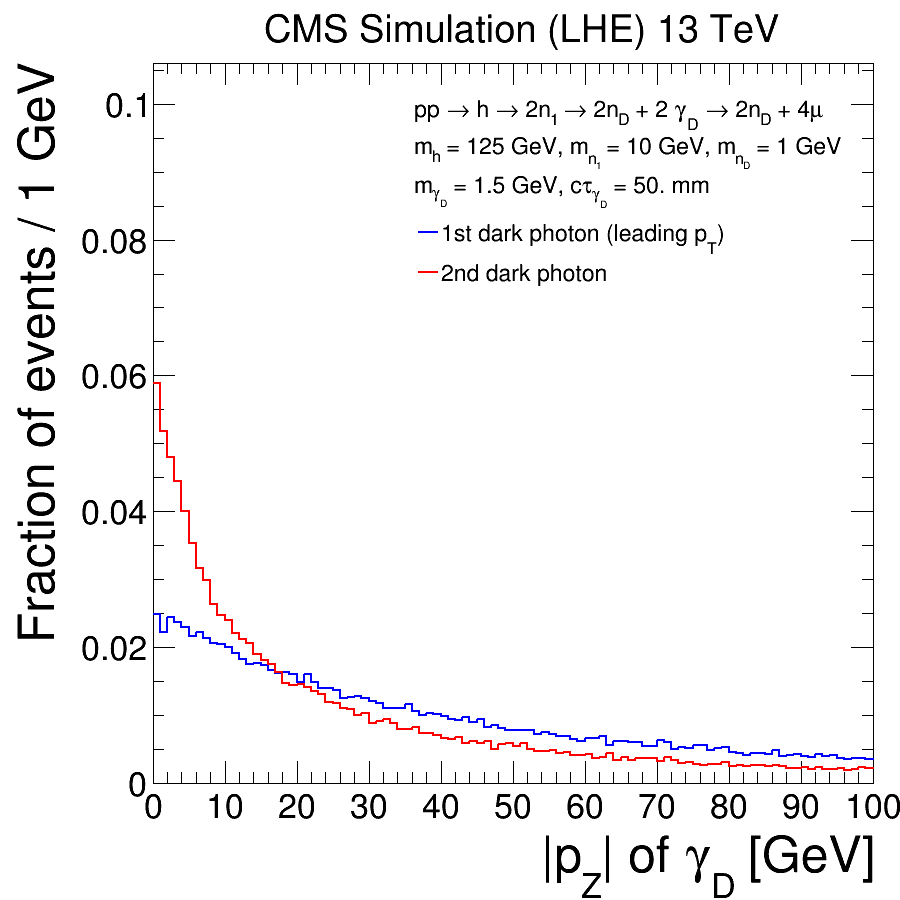 CMS Simulation (LHE) 13 TeV
Fraction of events / 1 GeV
0.1
0.08
0.06
0.04
0.02
0
pp → h → 2n₁ → 2n_D + 2 γ_D → 2n_D + 4μ
m_h = 125 GeV, m_n₁ = 10 GeV, m_n_D = 1 GeV
m_γ_D = 1.5 GeV, cτ_γ_D = 50. mm
1st dark photon (leading p_T)
2nd dark photon
0 10 20 30 40 50 60 70 80 90 100
|p_Z| of γ_D [GeV]